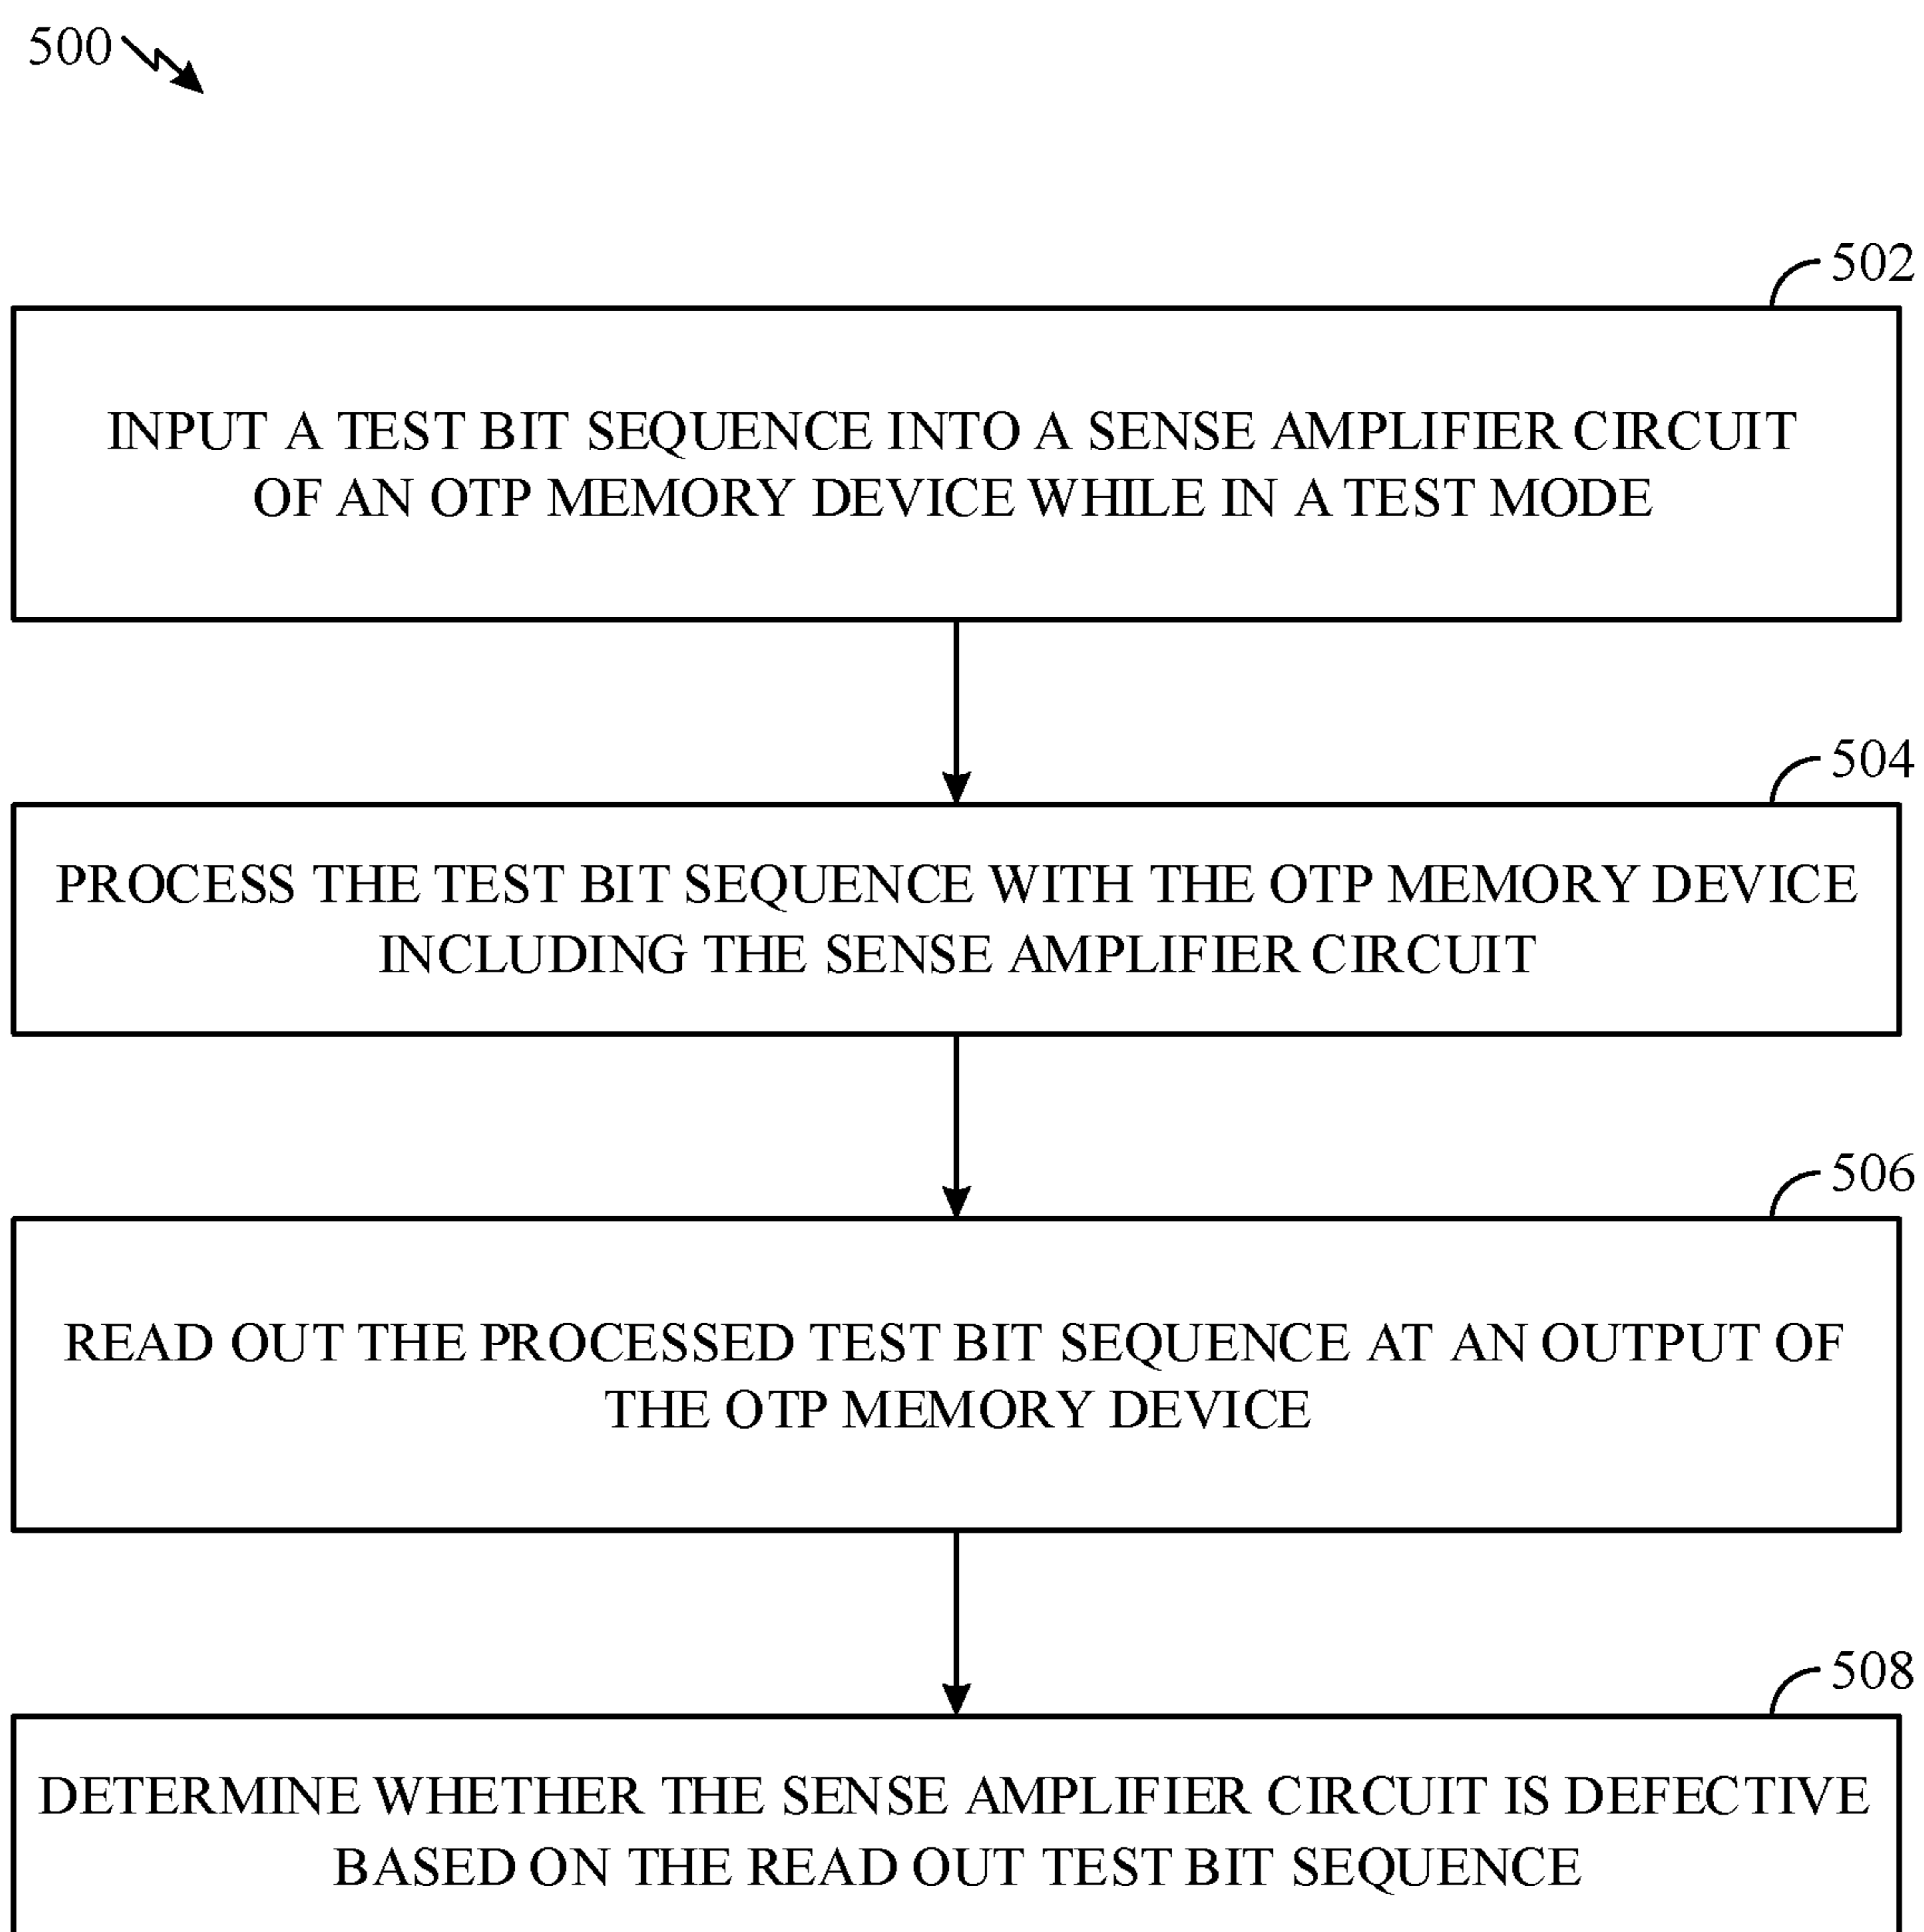 500
502
INPUT A TEST BIT SEQUENCE INTO A SENSE AMPLIFIER CIRCUIT
OF AN OTP MEMORY DEVICE WHILE IN A TEST MODE
504
PROCESS THE TEST BIT SEQUENCE WITH THE OTP MEMORY DEVICE
INCLUDING THE SENSE AMPLIFIER CIRCUIT
506
READ OUT THE PROCESSED TEST BIT SEQUENCE AT AN OUTPUT OF
THE OTP MEMORY DEVICE
508
DETERMINE WHETHER THE SENSE AMPLIFIER CIRCUIT IS DEFECTIVE
BASED ON THE READ OUT TEST BIT SEQUENCE